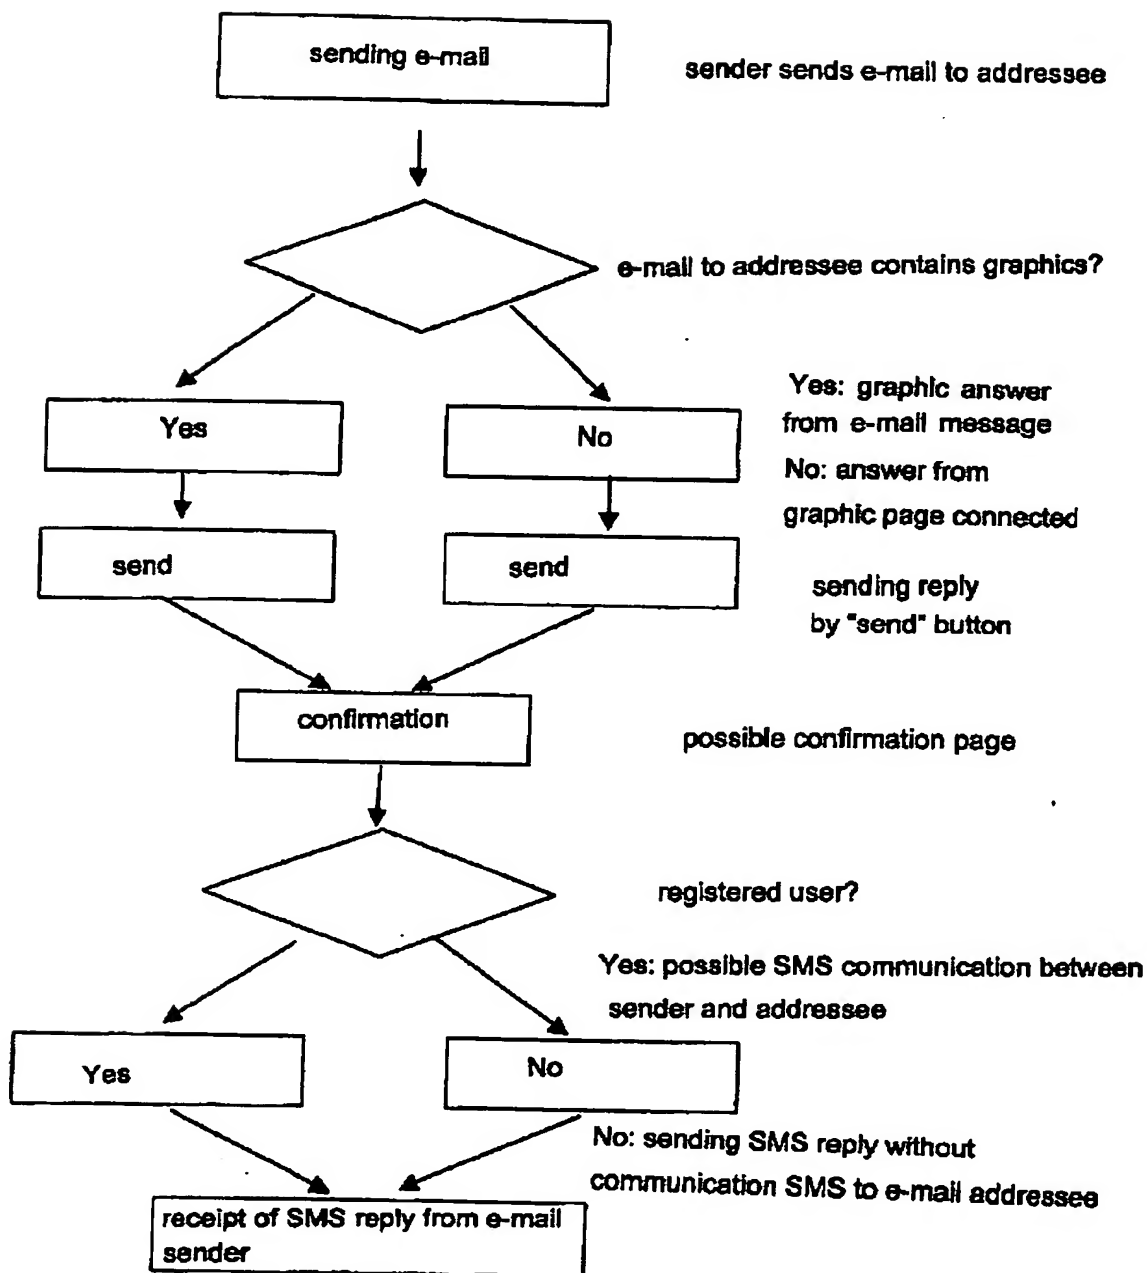 sending e-mail
sender sends e-mail to addressee
e-mail to addressee contains graphics?
Yes
No
Yes: graphic answer
from e-mail message
No: answer from
graphic page connected
send
send
sending reply
by "send" button
confirmation
possible confirmation page
registered user?
Yes: possible SMS communication between
sender and addressee
Yes
No
No: sending SMS reply without
communication SMS to e-mail addressee
receipt of SMS reply from e-mail
sender